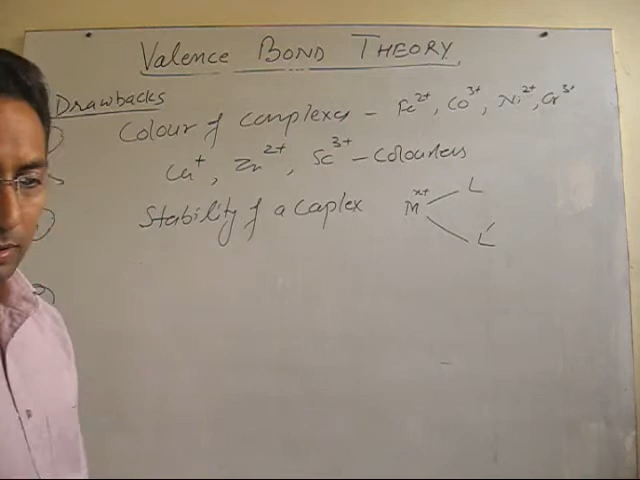 Valence BOND THEORY
Drawbacks
Colour of complexes - Fe²⁺, Co³⁺, Ni²⁺, Cr³⁺
Cu⁺, Zn²⁺, Sc³⁺ - Colourless
Stability of a Complex Mˣ⁺ L
L'